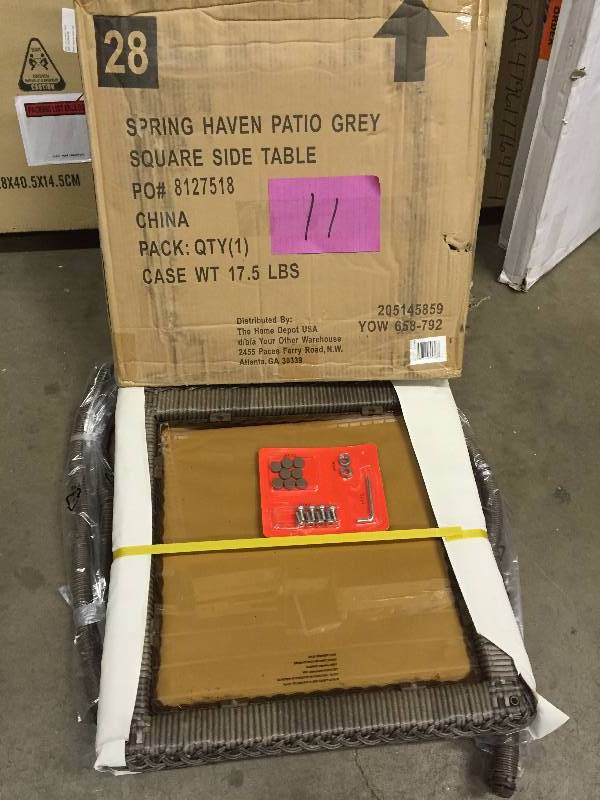 28
SPRING HAVEN PATIO GREY
SQUARE SIDE TABLE
PO# 8127518
CHINA
PACK: QTY(1)
CASE WT 17.5 LBS
11
Distributed By:
The Home Depot USA
d/b/a Your Other Warehouse
2455 Paces Ferry Road, N.W.
Atlanta, GA 30339
205145859
YOW 658-792
CAUTION
8X40.5X14.5CM
ORDER